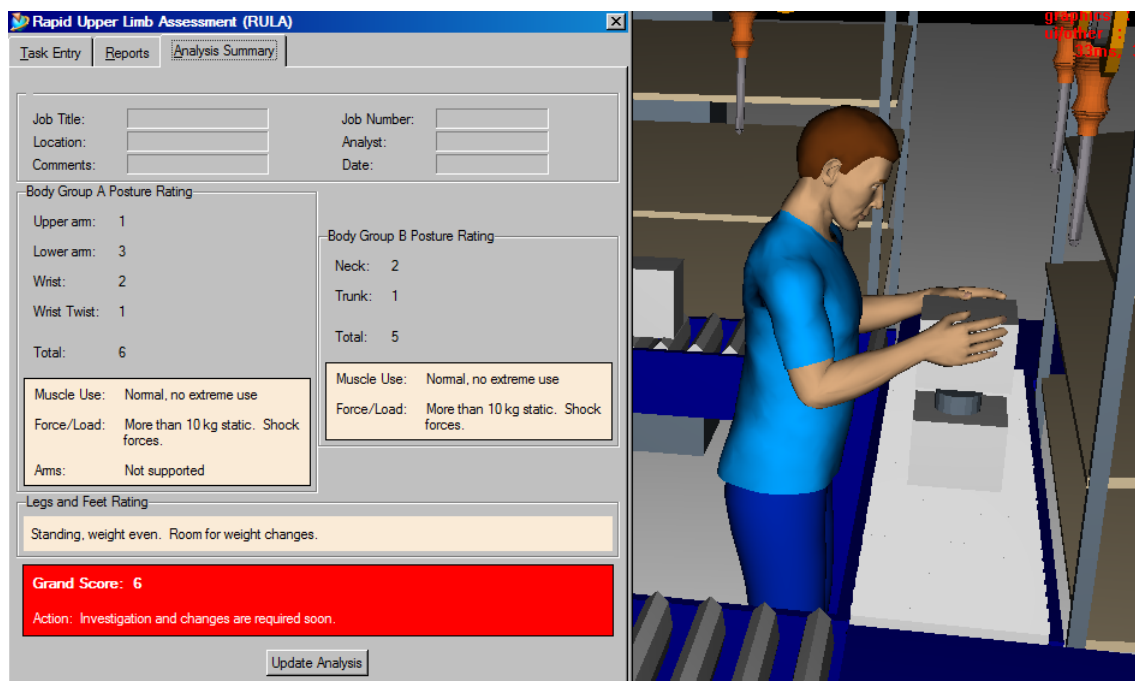 Rapid Upper Limb Assessment (RULA)
Task Entry Reports Analysis Summary
Job Title: Job Number:
Location: Analyst:
Comments: Date:
Body Group A Posture Rating
Upper arm: 1
Lower arm: 3
Wrist: 2
Wrist Twist: 1
Total: 6
Muscle Use: Normal, no extreme use
Force/Load: More than 10 kg static. Shock
forces.
Arms: Not supported
Body Group B Posture Rating
Neck: 2
Trunk: 1
Total: 5
Muscle Use: Normal, no extreme use
Force/Load: More than 10 kg static. Shock
forces.
Legs and Feet Rating
Standing, weight even. Room for weight changes.
Grand Score: 6
Action: Investigation and changes are required soon.
Update Analysis
graphics
ui/other :
33ms.